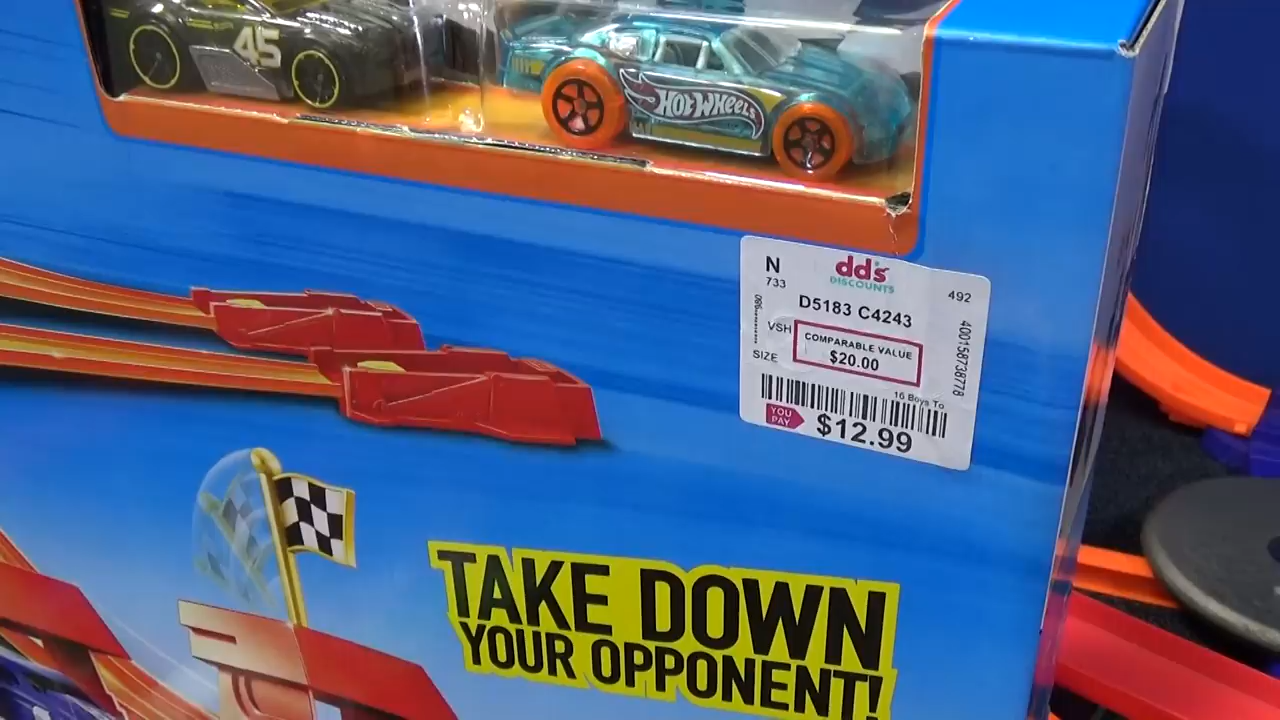 45
HOT WHEELS
N
dd's
DISCOUNTS
733
492
D5183 C4243
VSH
COMPARABLE VALUE
$20.00
SIZE
400158738778
16 Boys To
YOU
PAY
$12.99
TAKE DOWN
YOUR OPPONENT!